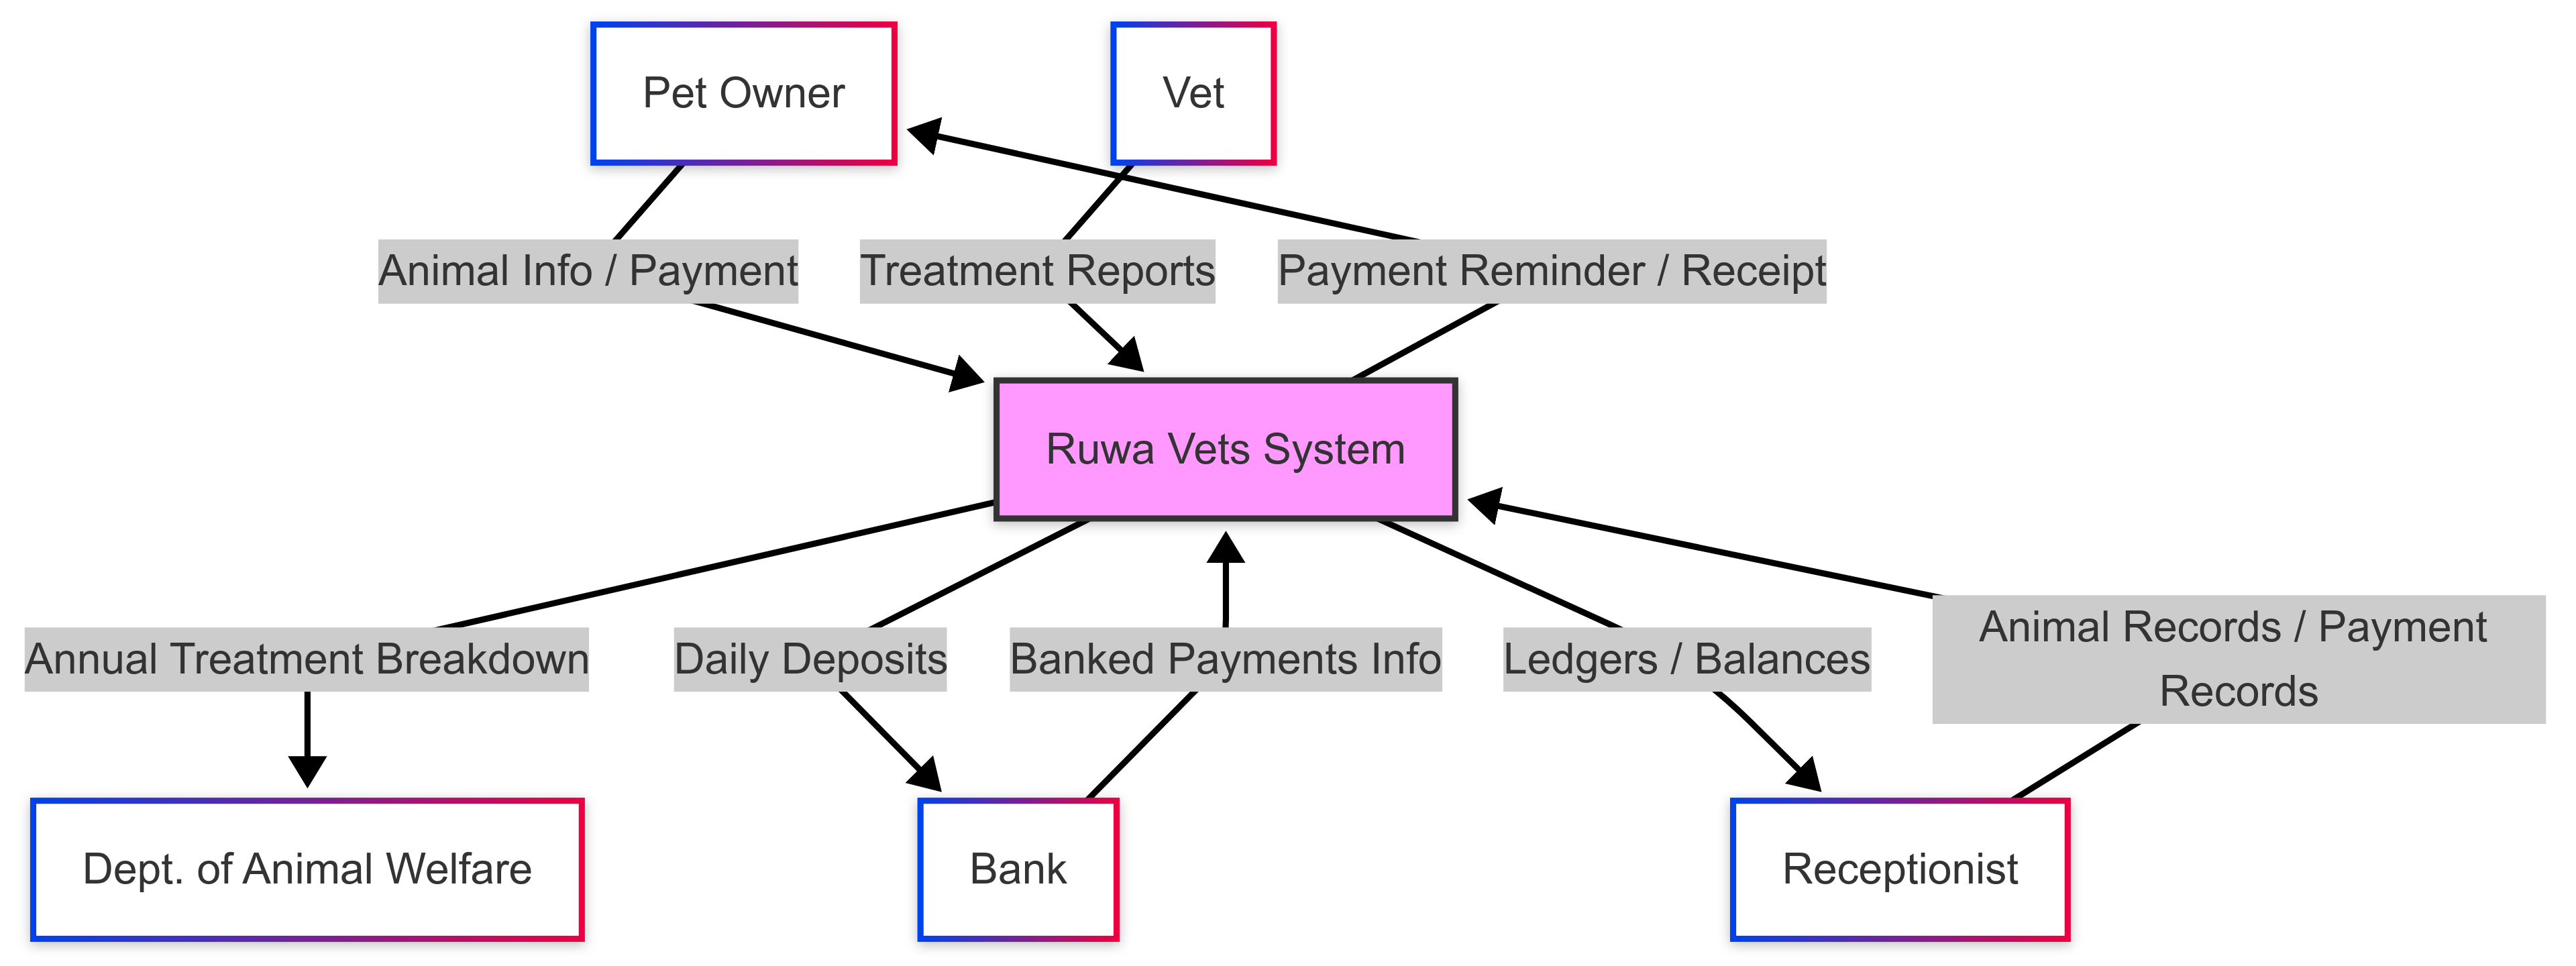 Pet Owner
Vet
Animal Info / Payment
Treatment Reports
Payment Reminder / Receipt
Ruwa Vets System
Annual Treatment Breakdown
Daily Deposits
Banked Payments Info
Ledgers / Balances
Animal Records / Payment
Records
Dept. of Animal Welfare
Bank
Receptionist